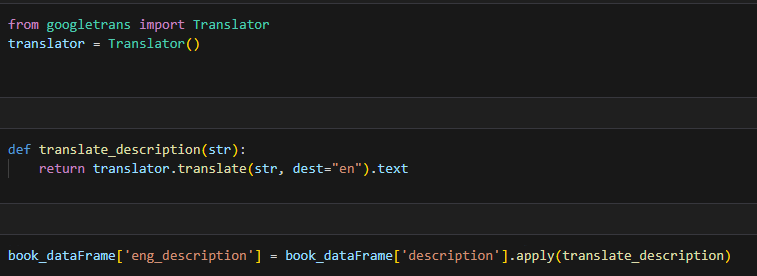 from googletrans import Translator
translator = Translator()
def translate_description(str):
    return translator.translate(str, dest="en").text
book_dataFrame['eng_description'] = book_dataFrame['description'].apply(translate_description)